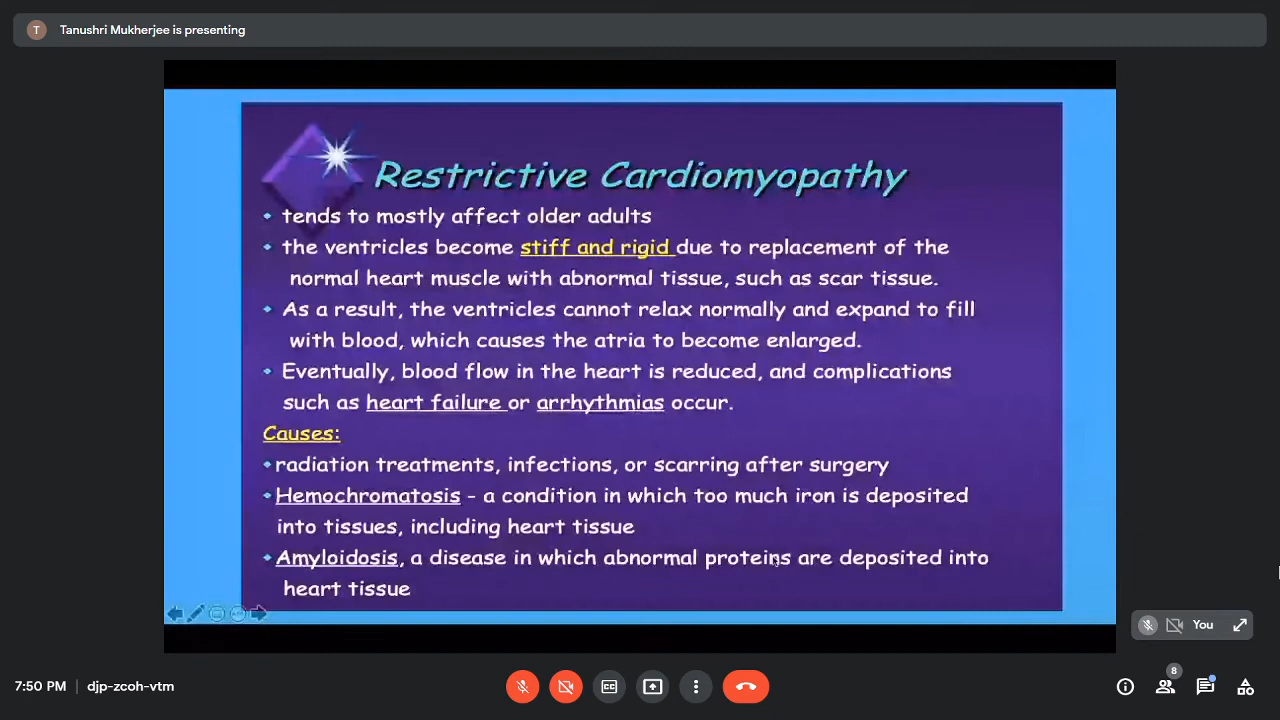 T Tanushri Mukherjee is presenting
Restrictive Cardiomyopathy
tends to mostly affect older adults
the ventricles become stiff and rigid due to replacement of the
normal heart muscle with abnormal tissue, such as scar tissue.
As a result, the ventricles cannot relax normally and expand to fill
with blood, which causes the atria to become enlarged.
Eventually, blood flow in the heart is reduced, and complications
such as heart failure or arrhythmias occur.
Causes:
radiation treatments, infections, or scarring after surgery
Hemochromatosis - a condition in which too much iron is deposited
into tissues, including heart tissue
Amyloidosis, a disease in which abnormal proteins are deposited into
heart tissue
You
7:50 PM | djp-zcoh-vtm
CC
8